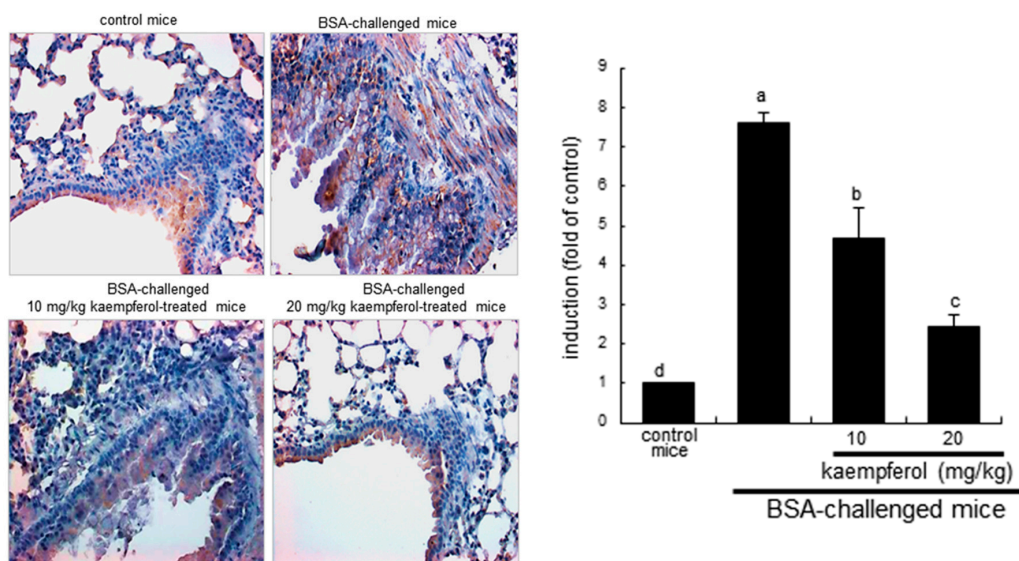 control mice
BSA-challenged mice
BSA-challenged
10 mg/kg kaempferol-treated mice
BSA-challenged
20 mg/kg kaempferol-treated mice
induction (fold of control)
9
8
7
6
5
4
3
2
1
0
d
a
b
c
control
mice
10
20
kaempferol (mg/kg)
BSA-challenged mice